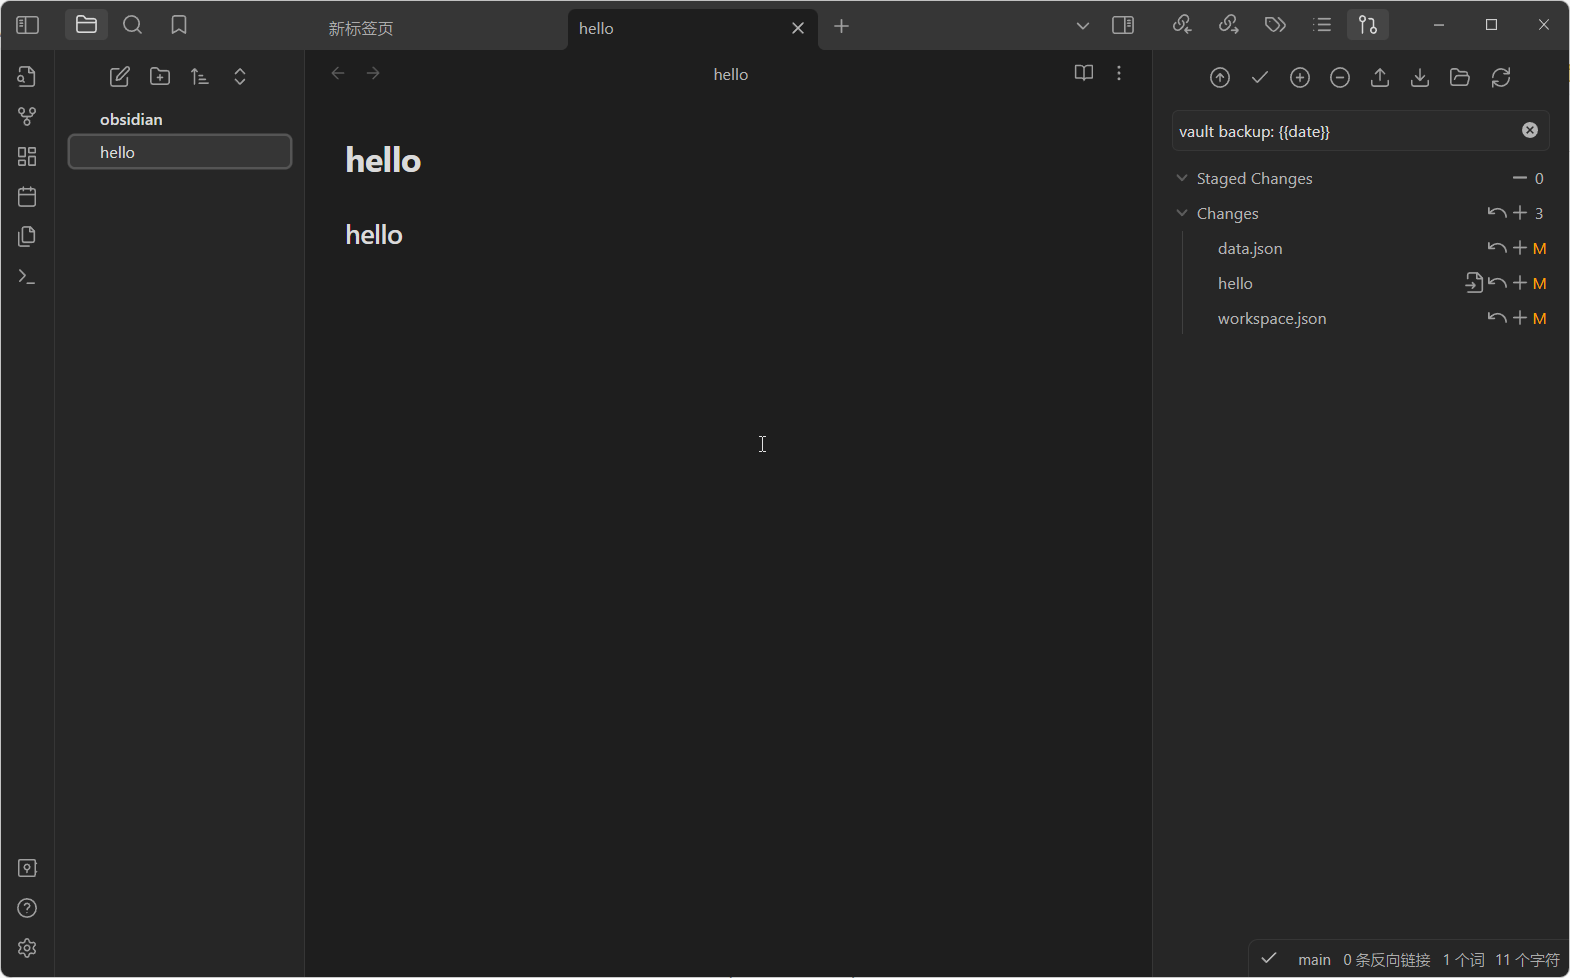 新标签页
hello
obsidian
hello
hello
hello
hello
vault backup: {{date}}
Staged Changes 0
Changes 3
data.json M
hello M
workspace.json M
main 0 条反向链接 1 个词 11 个字符